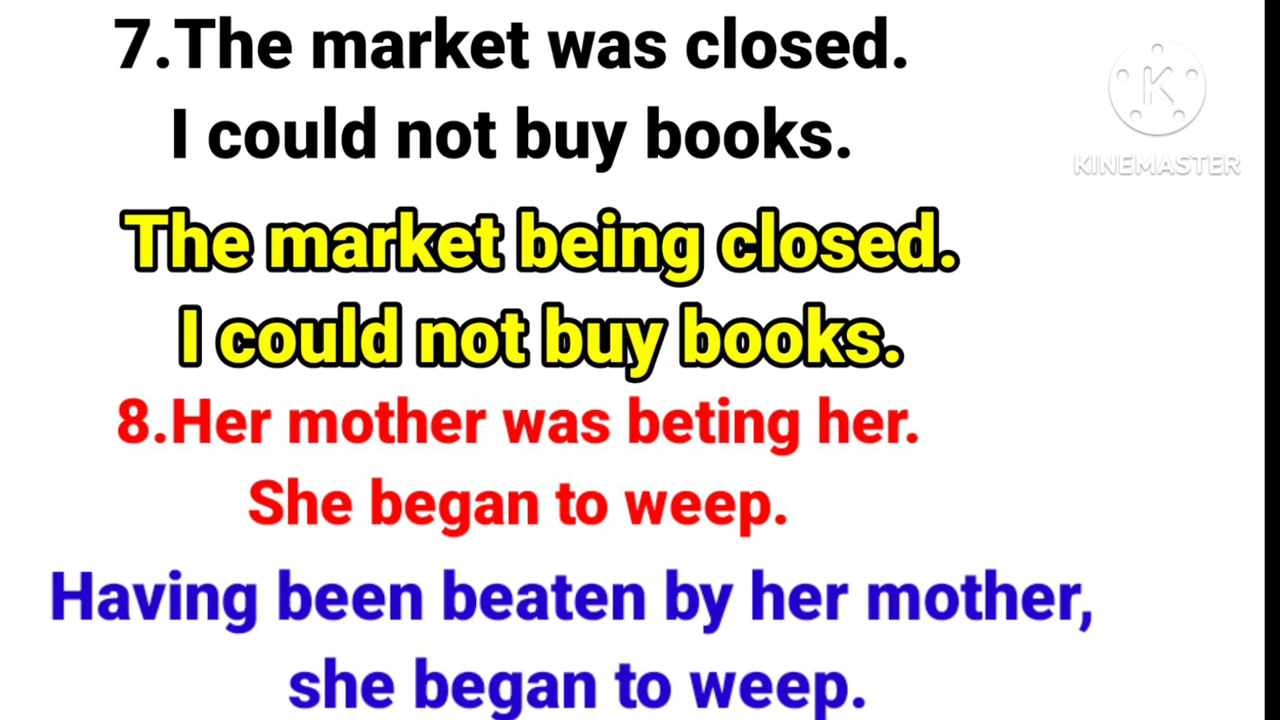 7.The market was closed.
I could not buy books.
The market being closed.
I could not buy books.
8.Her mother was beting her.
She began to weep.
Having been beaten by her mother,
she began to weep.
K
KINEMASTER